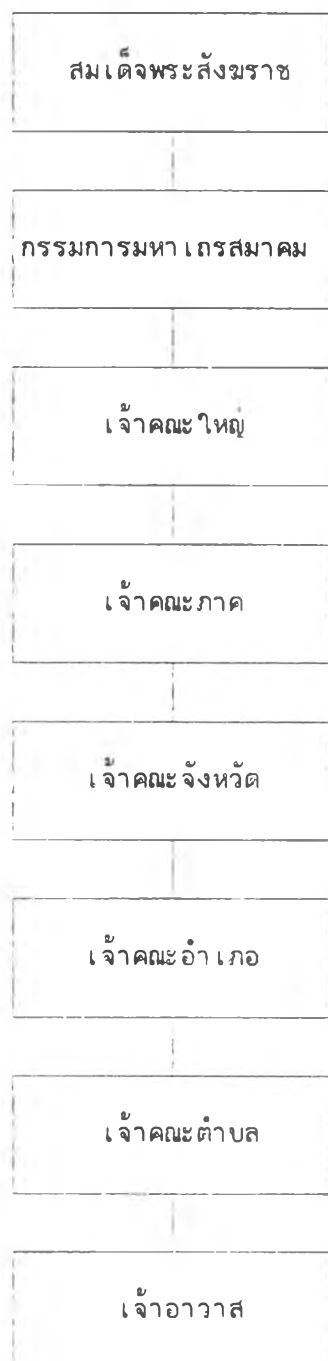 สมเด็จพระสังฆราช
กรรมการมหาเถรสมาคม
เจ้าคณะใหญ่
เจ้าคณะภาค
เจ้าคณะจังหวัด
เจ้าคณะอำเภอ
เจ้าคณะตำบล
เจ้าอาวาส